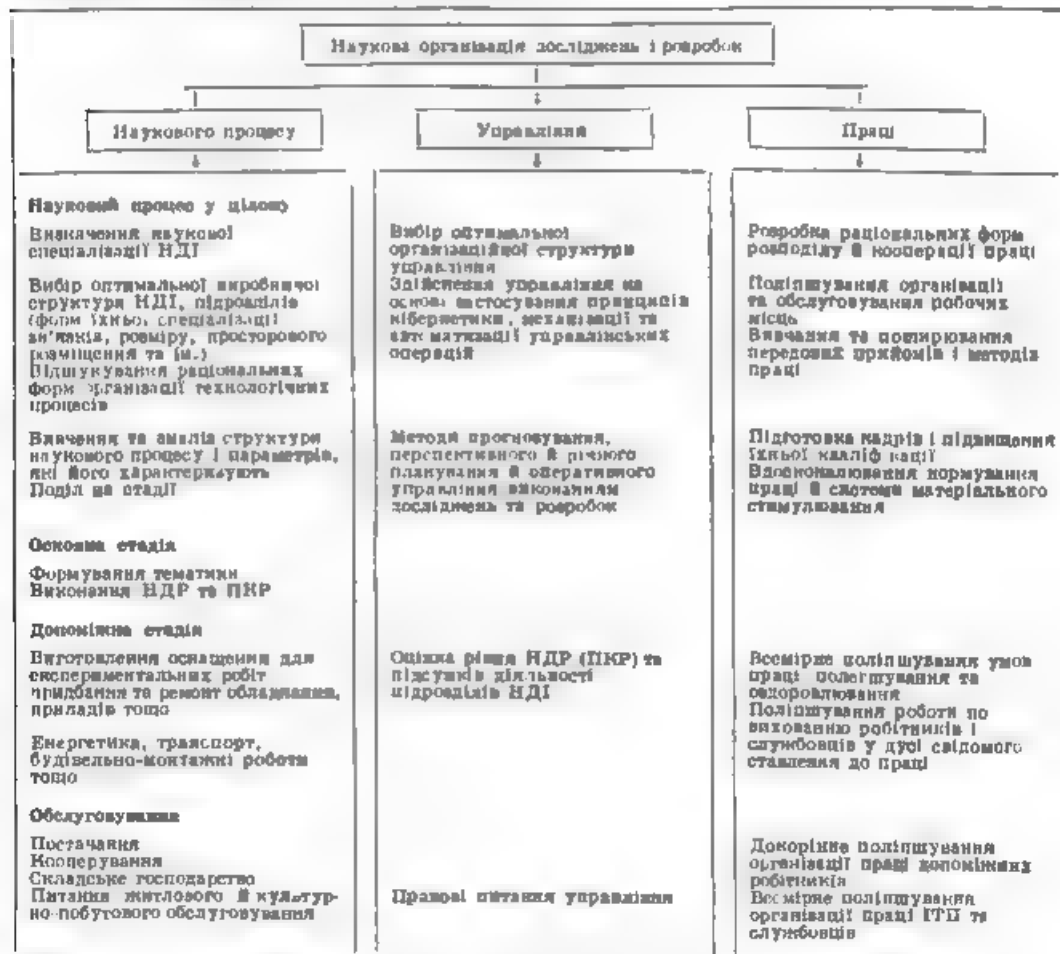 Наукова організація досліджень і розробок
Наукового процесу
Управління
Праці
Науковий процес у цілому
Визначення наукової
спеціалізації НДІ
Вибір оптимальної виробничої
структури НДІ, підрозділів
(форм їхньої спеціалізації
зв'язків, розміру, просторового
розміщення та ін.)
Відшукування раціональних
форм організації технологічних
процесів
Вивчення та аналіз структури
наукового процесу і параметрів,
які його характеризують
Поділ на стадії
Основна стадія
Формування тематики
Виконання НДР та ПКР
Допоміжна стадія
Виготовлення оснащення для
експериментальних робіт
придбання та ремонт обладнання,
приладів тощо
Енергетика, транспорт,
будівельно-монтажні роботи
тощо
Обслуговування
Постачання
Кооперування
Складське господарство
Питання житлового й культур-
но-побутового обслуговування
Вибір оптимальної
організаційної структури
управління
Здійснення управління на
основі застосування принципів
кібернетики, механізації та
автоматизації управлінських
операцій
Методи прогнозування,
перспективного й річного
планування й оперативного
управління виконанням
досліджень та розробок
Оцінка рівня НДР (ПКР) та
підсумків діяльності
підрозділів НДІ
Правові питання управління
Розробка раціональних форм
розподілу й кооперації праці
Поліпшування організації
та обслуговування робочих
місць
Вивчання та поширювання
передових прийомів і методів
праці
Підготовка кадрів і підвищення
їхньої кваліфікації
Вдосконалювання нормування
праці й системи матеріального
стимулювання
Всемірне поліпшування умов
праці полегшування та
оздоровлювання
Поліпшування роботи по
вихованню робітників і
службовців у дусі свідомого
ставлення до праці
Докорінне поліпшування
організації праці допоміжних
робітників
Всемірне поліпшування
організації праці ІТП та
службовців